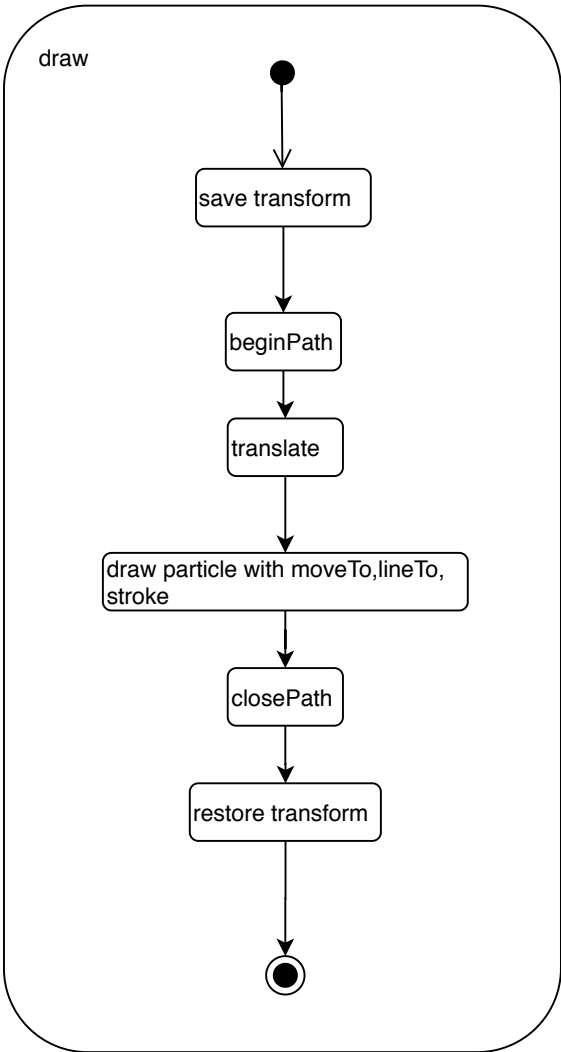 draw
save transform
beginPath
translate
draw particle with moveTo,lineTo,
stroke
closePath
restore transform